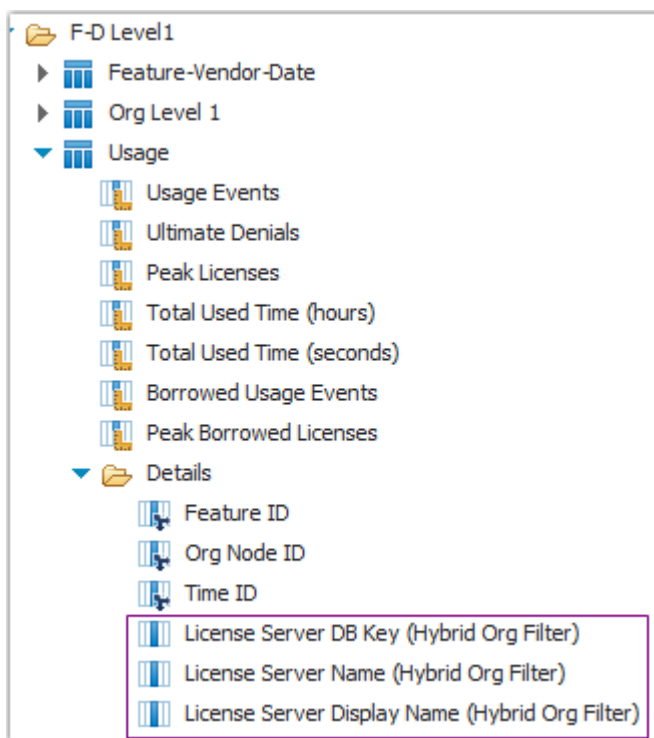 F-D Level1
Feature-Vendor-Date
Org Level 1
Usage
Usage Events
Ultimate Denials
Peak Licenses
Total Used Time (hours)
Total Used Time (seconds)
Borrowed Usage Events
Peak Borrowed Licenses
Details
Feature ID
Org Node ID
Time ID
License Server DB Key (Hybrid Org Filter)
License Server Name (Hybrid Org Filter)
License Server Display Name (Hybrid Org Filter)